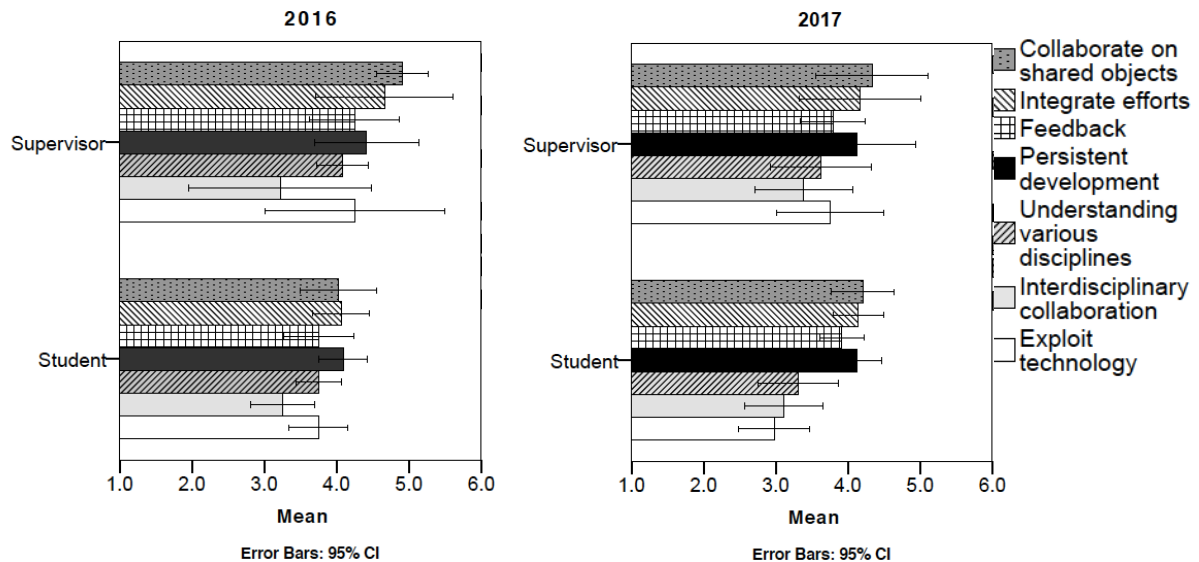 2016
Supervisor
Student
1.0 2.0 3.0 4.0 5.0 6.0
Mean
Error Bars: 95% CI
2017
Supervisor
Student
1.0 2.0 3.0 4.0 5.0 6.0
Mean
Error Bars: 95% CI
Collaborate on
shared objects
Integrate efforts
Feedback
Persistent
development
Understanding
various
disciplines
Interdisciplinary
collaboration
Exploit
technology